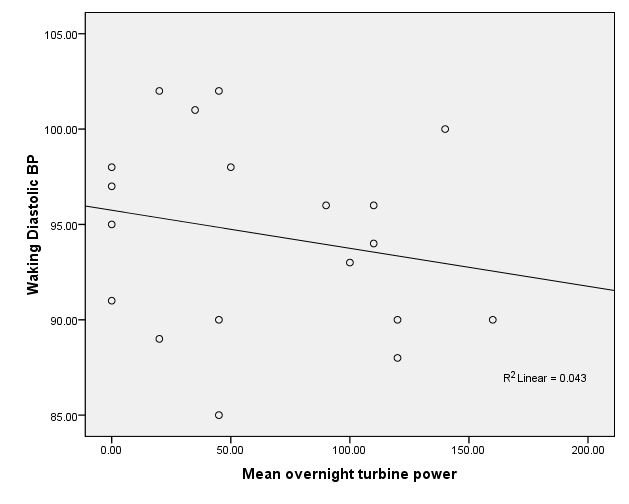 105.00
100.00
95.00
90.00
85.00
Waking Diastolic BP
R2 Linear = 0.043
0.00 50.00 100.00 150.00 200.00
Mean overnight turbine power